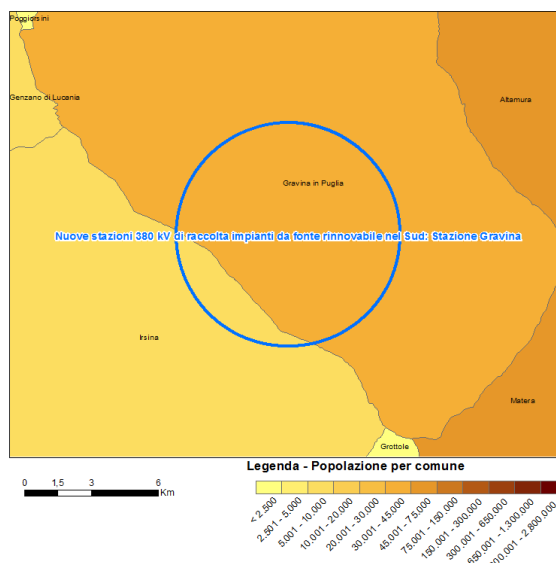 Poggiorsini
Genzano di Lucania
Altamura
Gravina in Puglia
Nuove stazioni 380 kV di raccolta impianti da fonte rinnovabile nel Sud: Stazione Gravina
Irsina
Matera
Grottole
Legenda - Popolazione per comune
0 1,5 3 6
Km
< 2.500
2.501 - 5.000
5.001 - 10.000
10.001 - 20.000
20.001 - 30.000
30.001 - 45.000
45.001 - 75.000
75.001 - 150.000
150.001 - 300.000
300.001 - 650.000
650.001 - 1.300.000
- 2.800.000